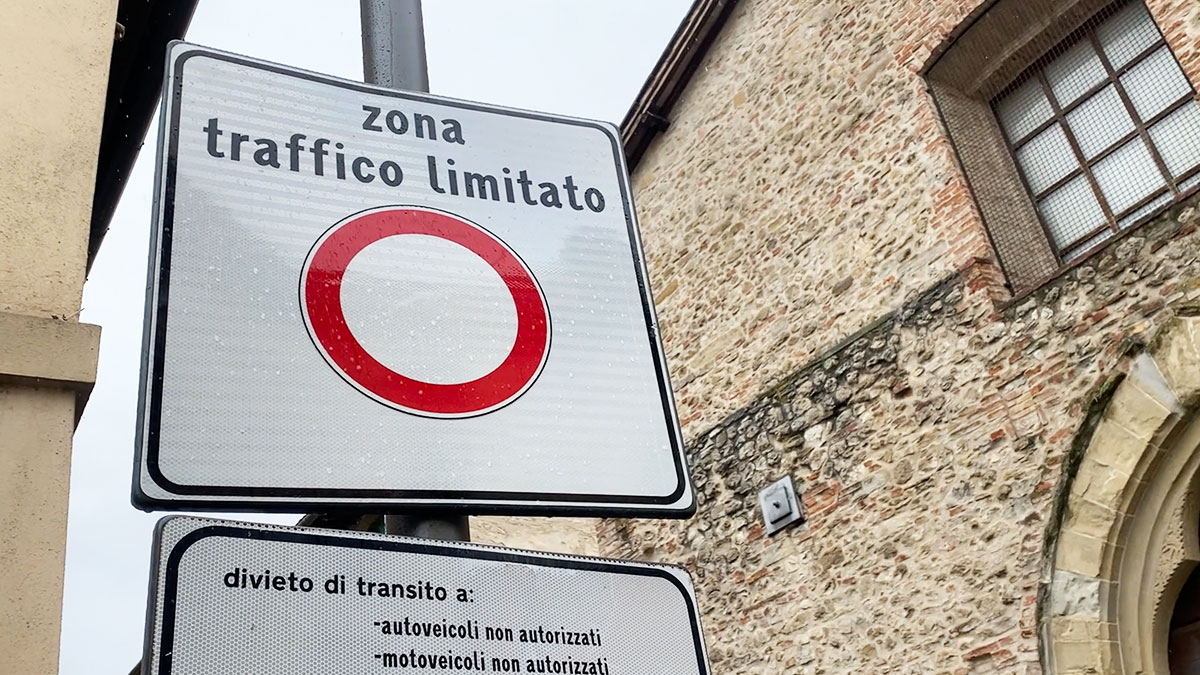 zona
traffico limitato
divieto di transito a:
-autoveicoli non autorizzati
-motoveicoli non autorizzati